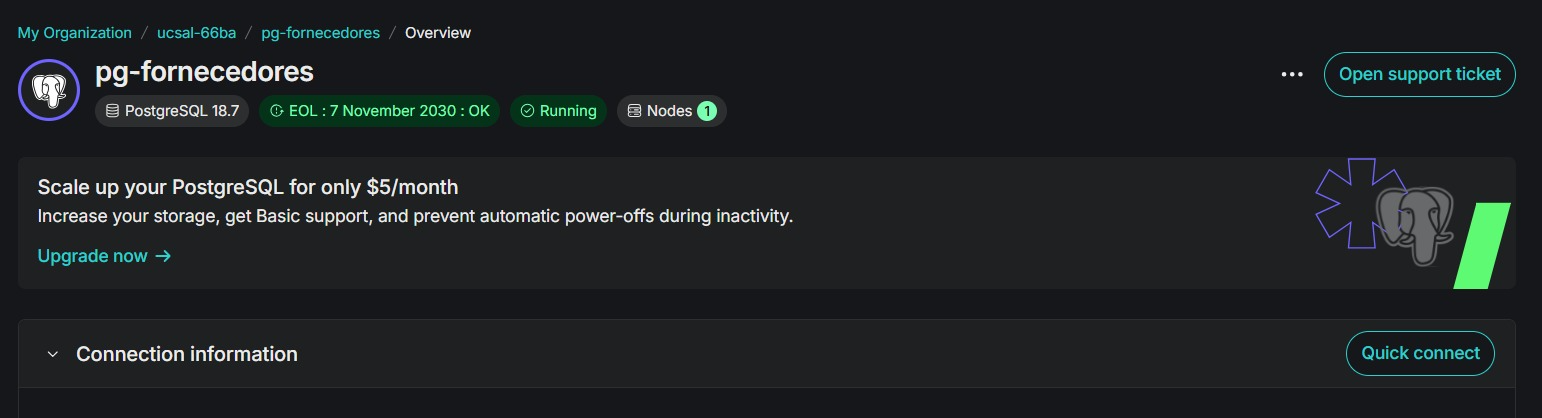 My Organization / ucsal-66ba / pg-fornecedores / Overview
pg-fornecedores
Open support ticket
PostgreSQL 18.7 EOL : 7 November 2030 : OK Running Nodes 1
Scale up your PostgreSQL for only $5/month
Increase your storage, get Basic support, and prevent automatic power-offs during inactivity.
Upgrade now →
Connection information
Quick connect